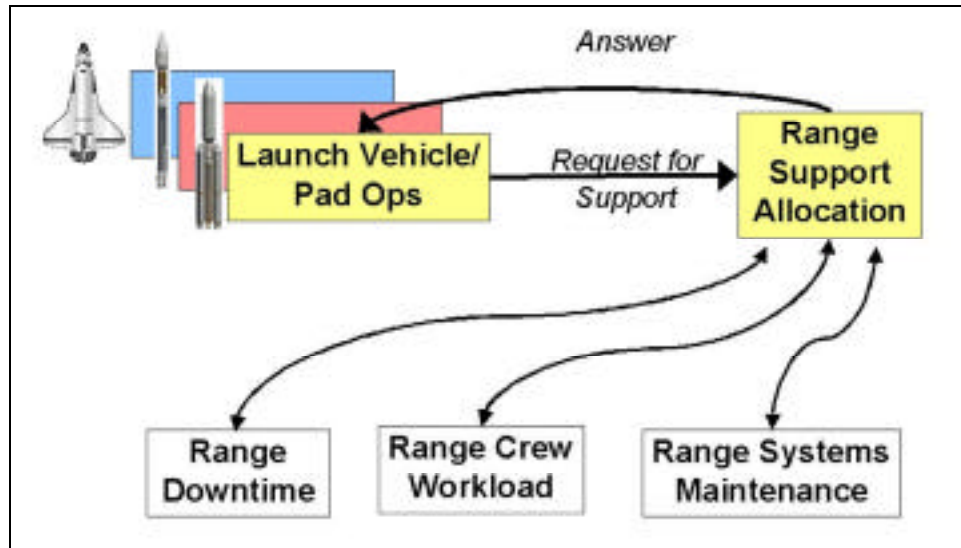 Answer
Launch Vehicle/
Pad Ops
Request for
Support
Range
Support
Allocation
Range
Downtime
Range Crew
Workload
Range Systems
Maintenance